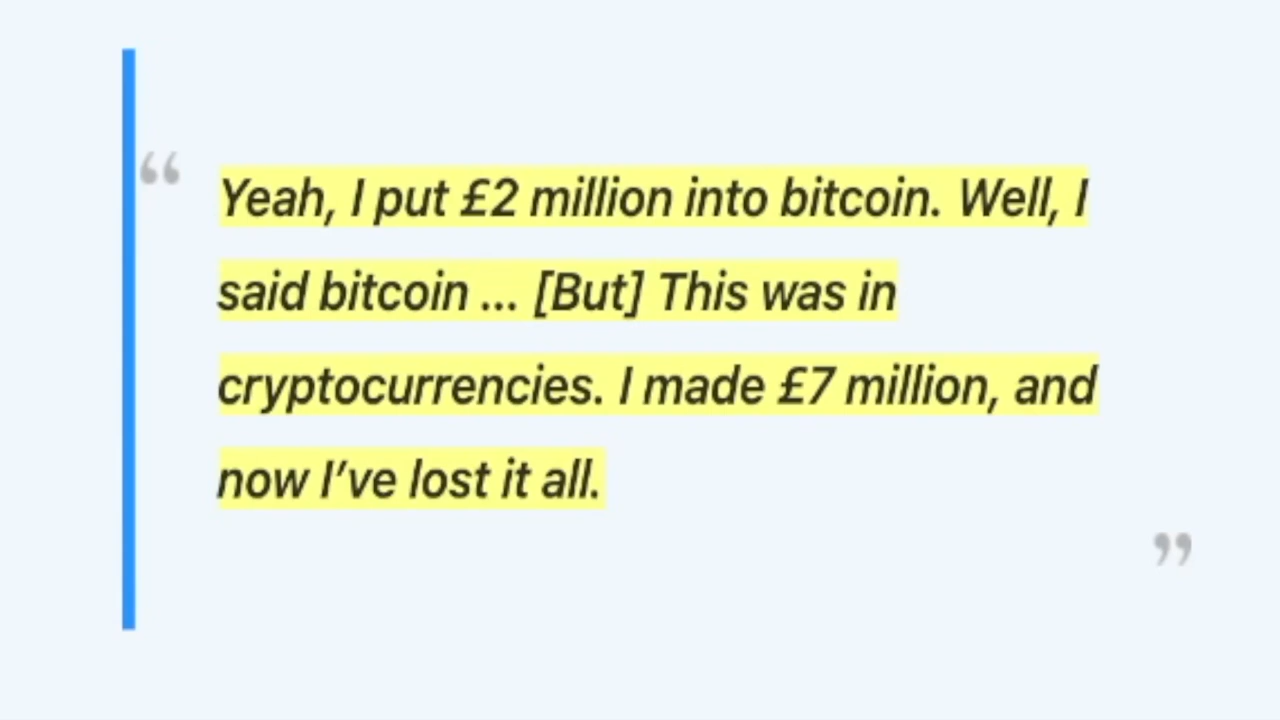 “
Yeah, I put £2 million into bitcoin. Well, I
said bitcoin ... [But] This was in
cryptocurrencies. I made £7 million, and
now I’ve lost it all.
”